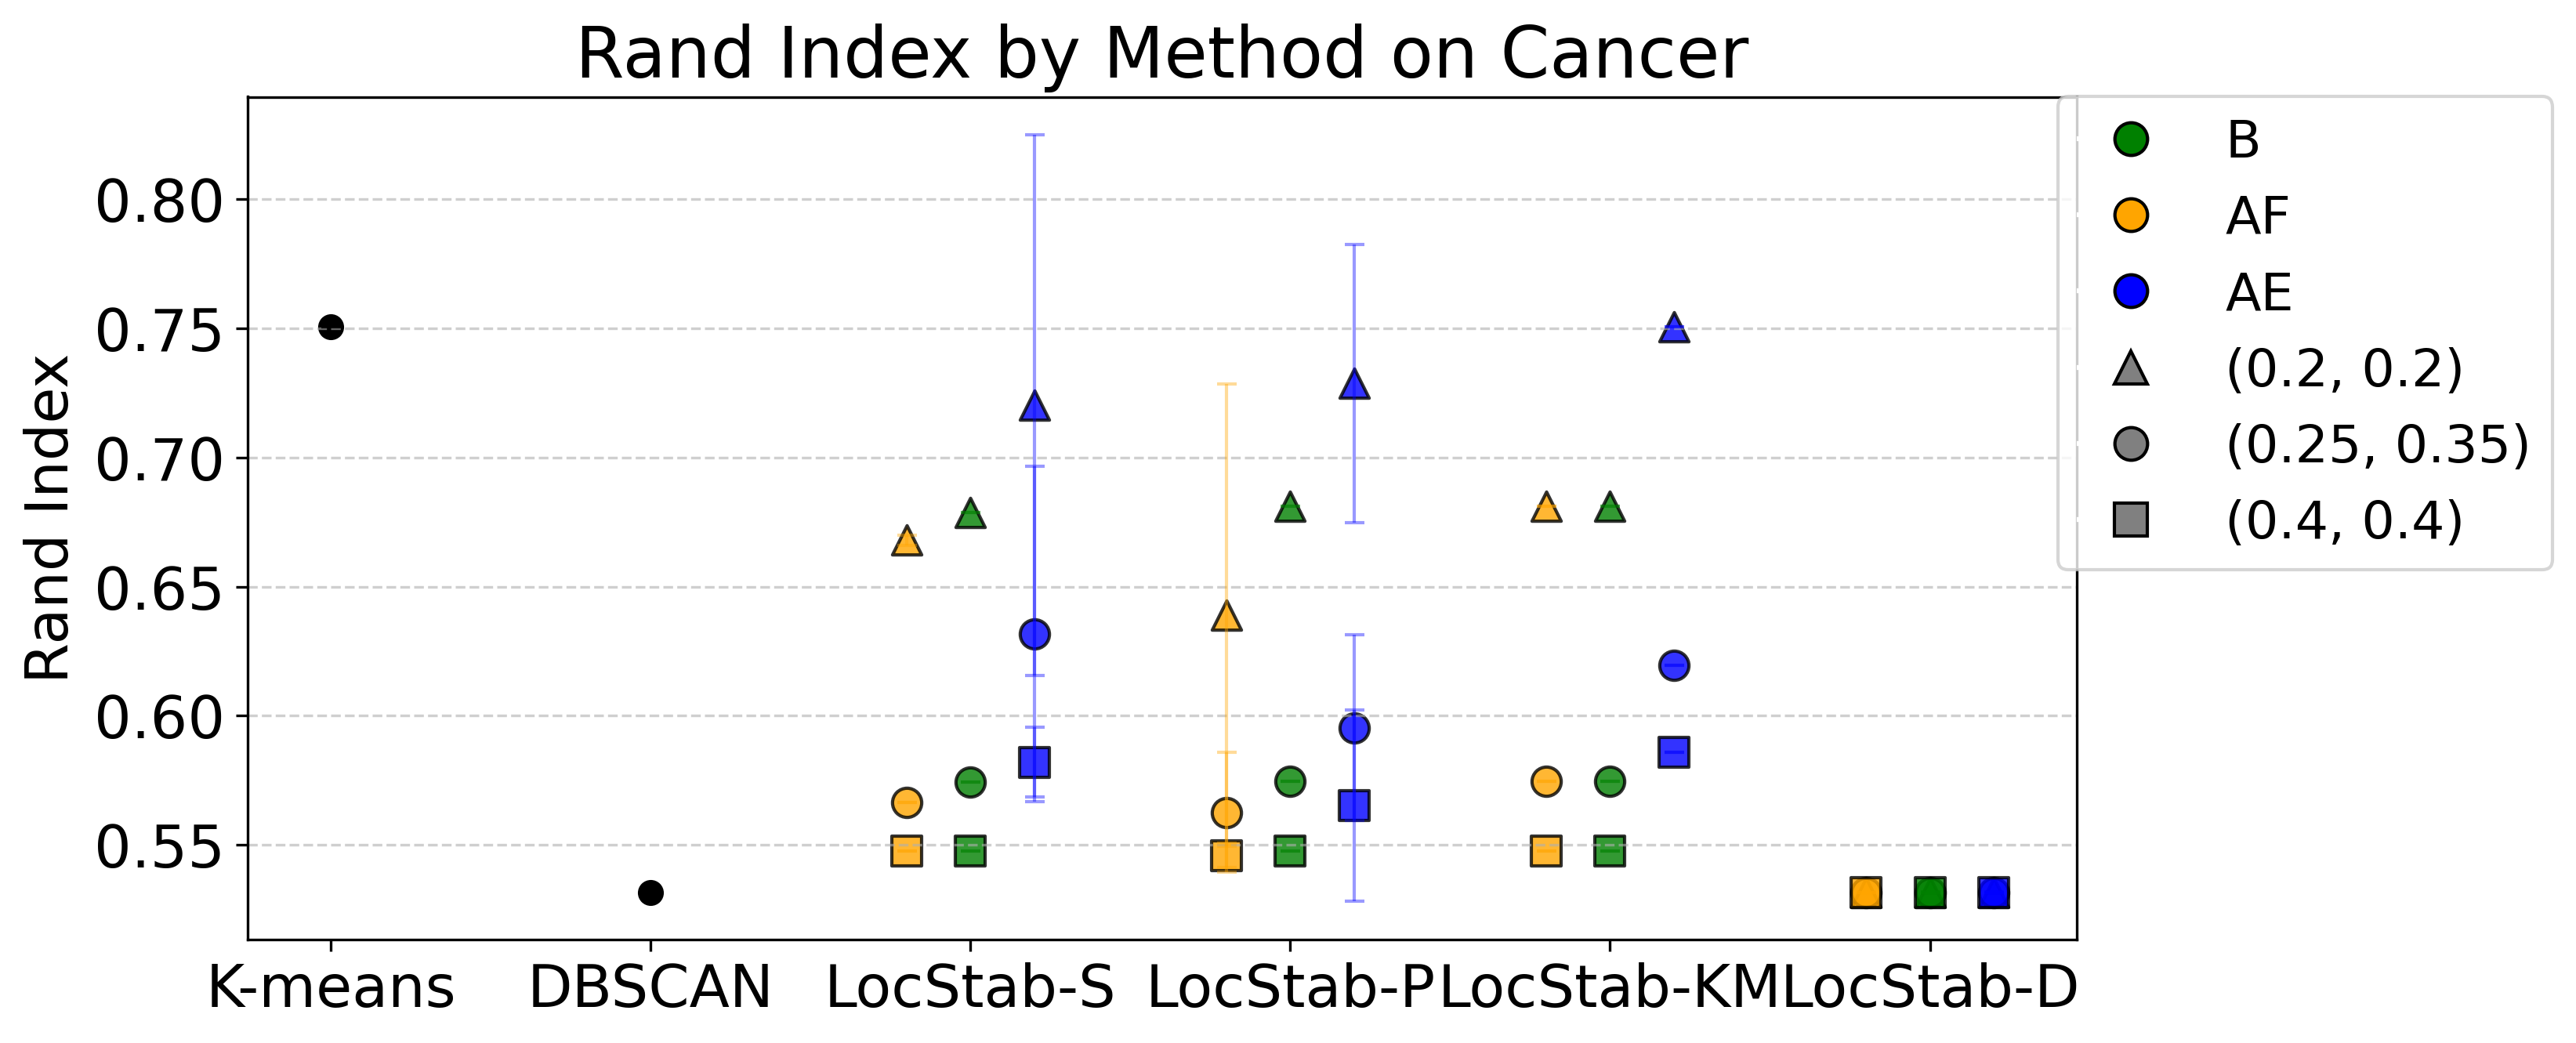 Rand Index by Method on Cancer
Rand Index
0.80
0.75
0.70
0.65
0.60
0.55
K-means
DBSCAN
LocStab-S
LocStab-P
LocStab-KM
LocStab-D
B
AF
AE
(0.2, 0.2)
(0.25, 0.35)
(0.4, 0.4)